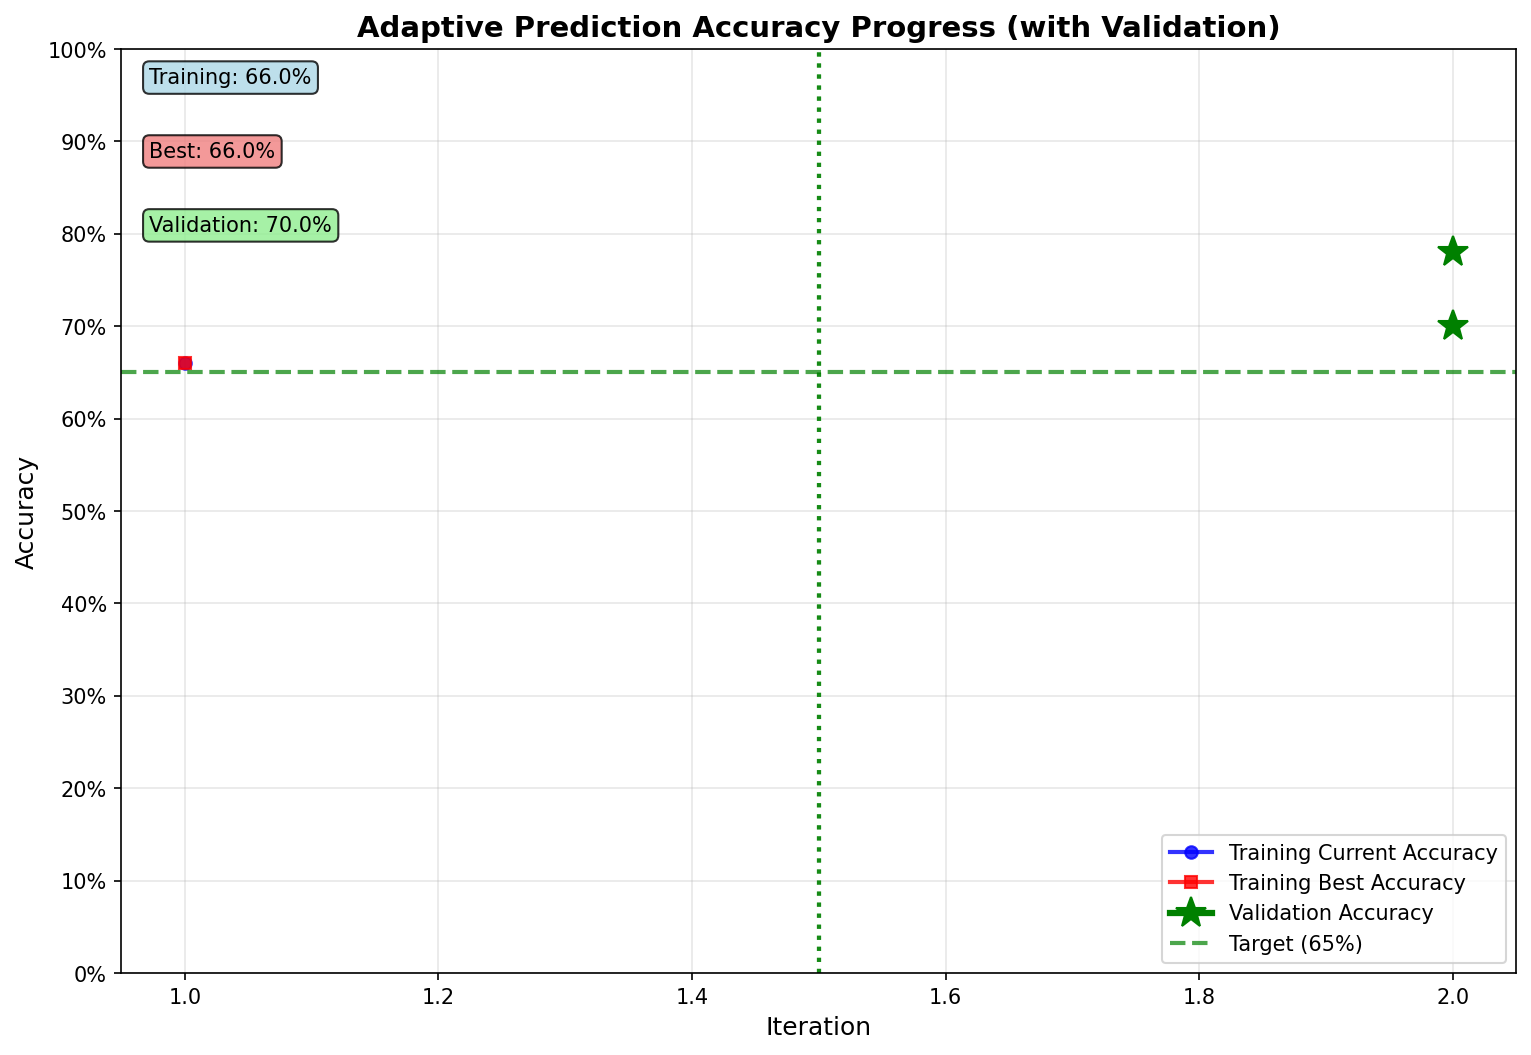 Adaptive Prediction Accuracy Progress (with Validation)
100%
90%
80%
70%
60%
50%
40%
30%
20%
10%
0%
Accuracy
Training: 66.0%
Best: 66.0%
Validation: 70.0%
Training Current Accuracy
Training Best Accuracy
Validation Accuracy
Target (65%)
1.0
1.2
1.4
1.6
1.8
2.0
Iteration